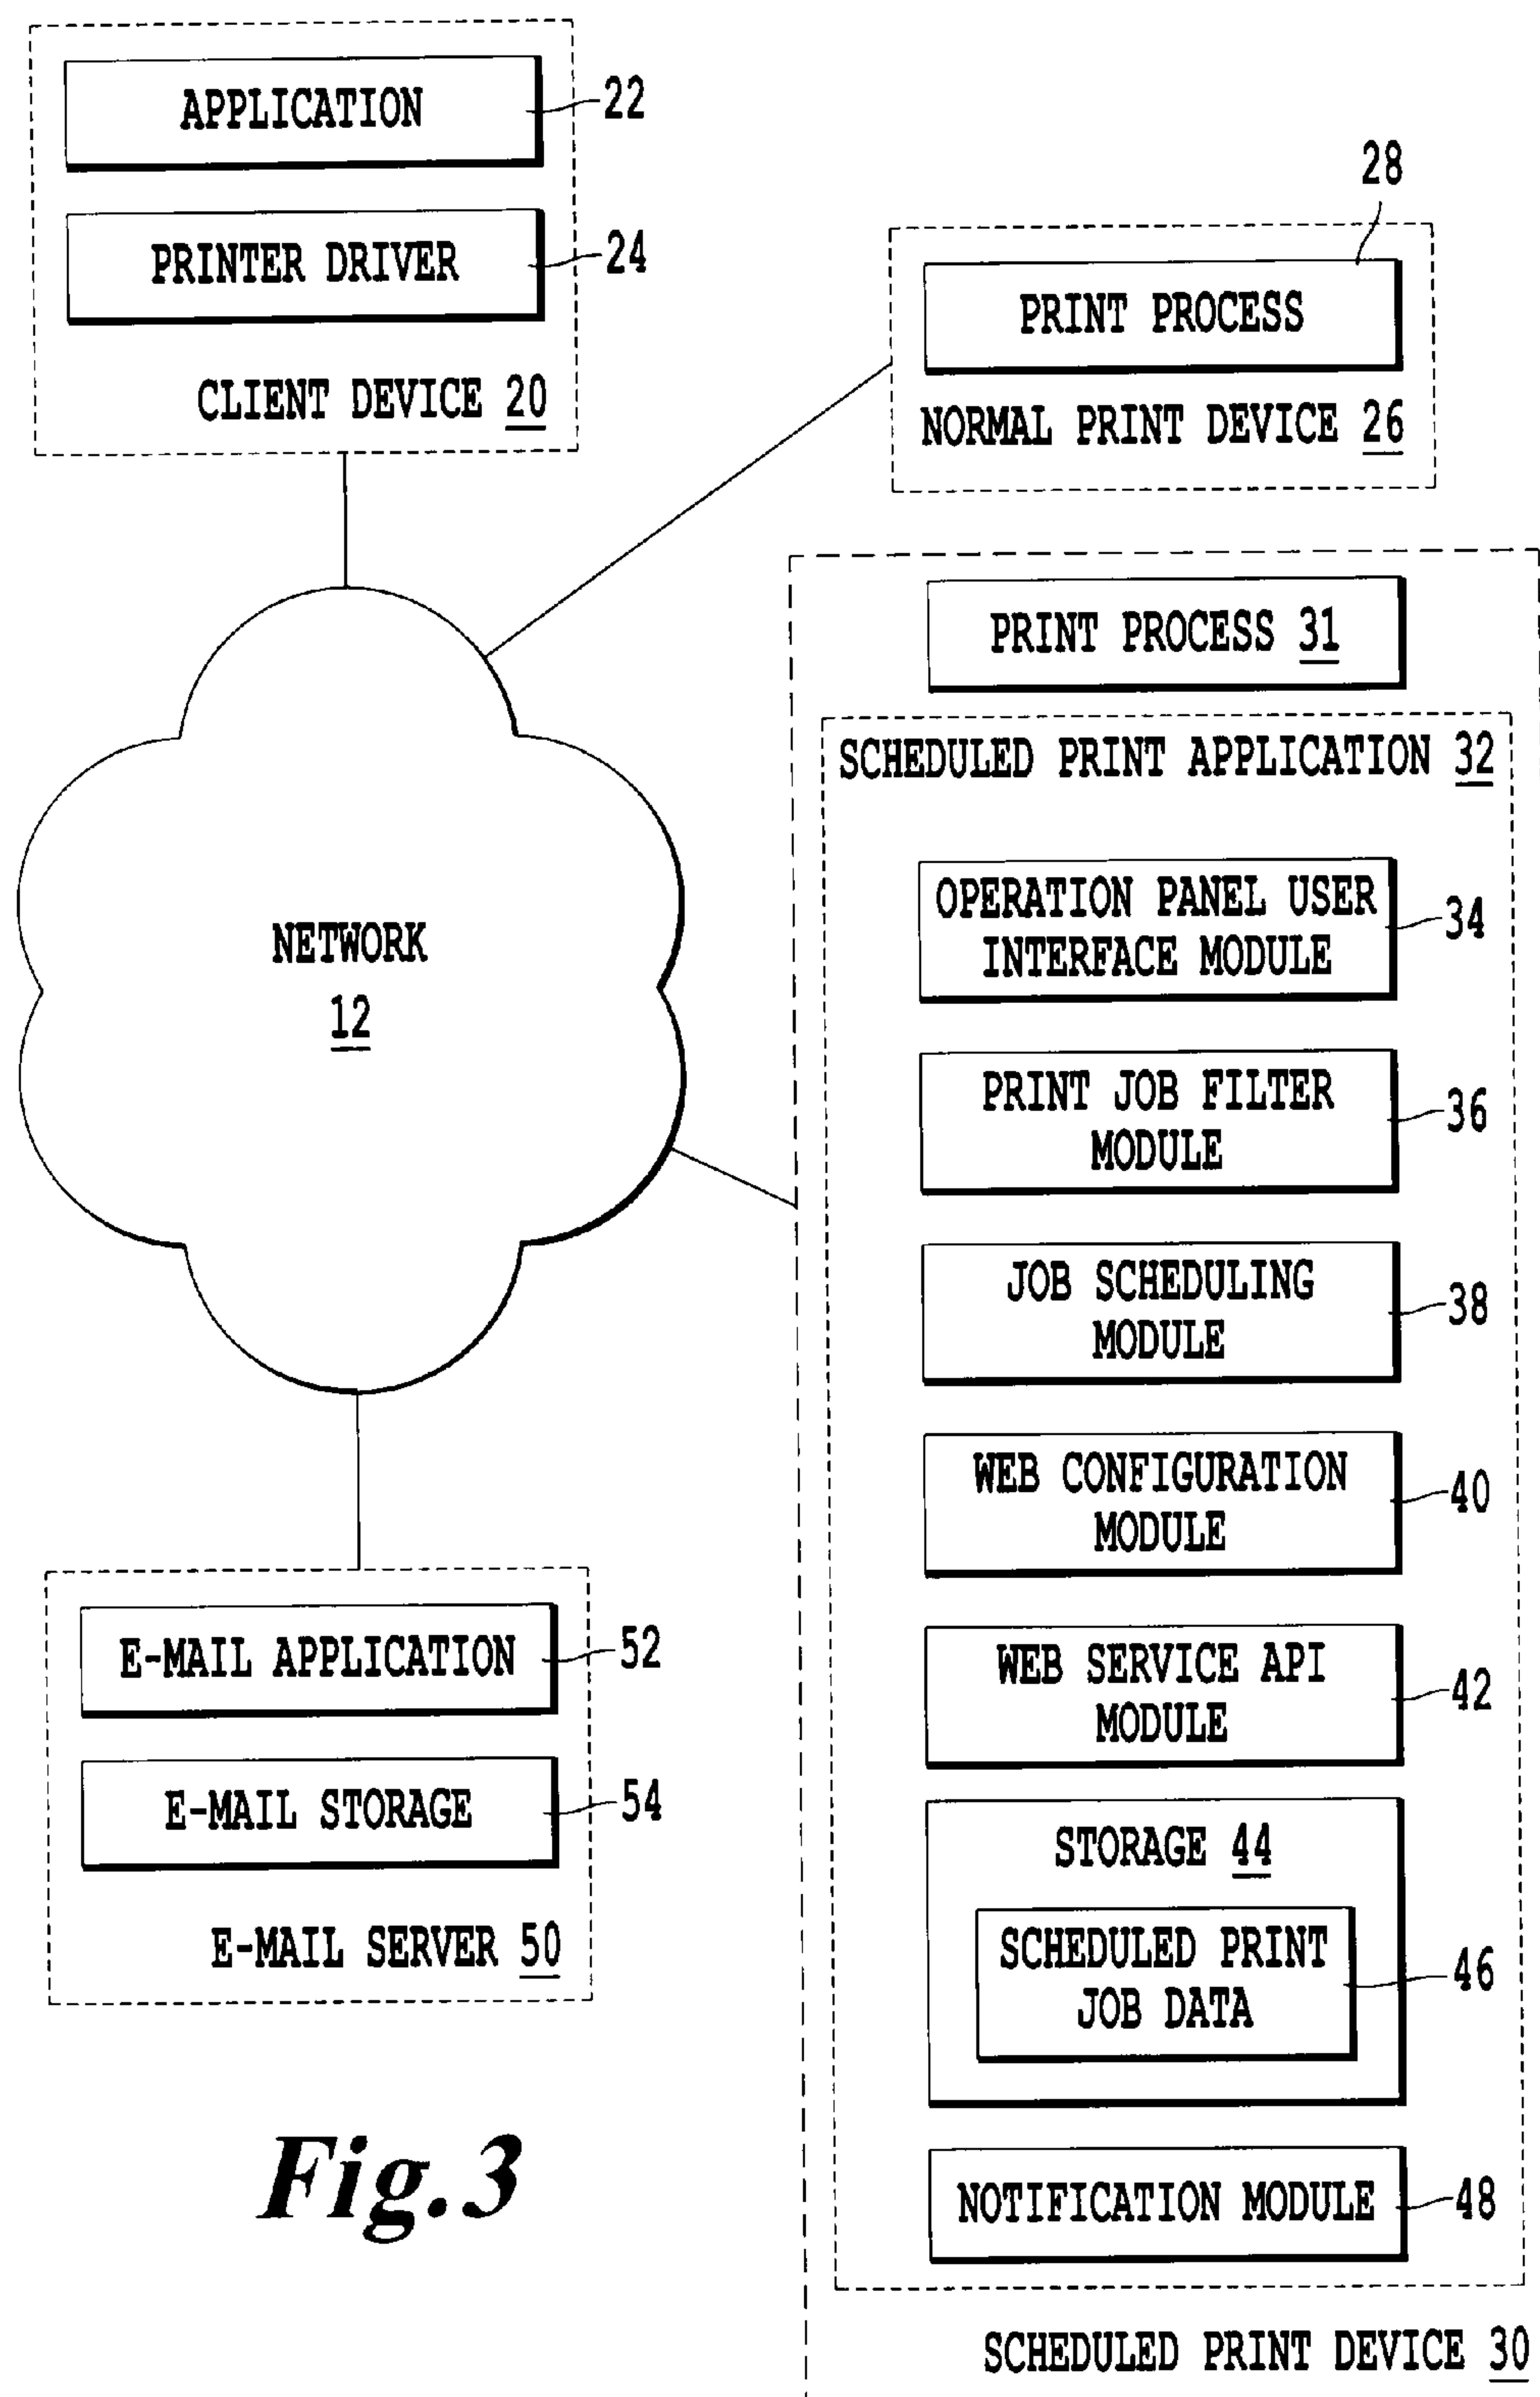 APPLICATION
22
PRINTER DRIVER
24
CLIENT DEVICE 20
28
PRINT PROCESS
NORMAL PRINT DEVICE 26
NETWORK
12
PRINT PROCESS 31
SCHEDULED PRINT APPLICATION 32
OPERATION PANEL USER
INTERFACE MODULE
34
PRINT JOB FILTER
MODULE
36
JOB SCHEDULING
MODULE
38
WEB CONFIGURATION
MODULE
40
WEB SERVICE API
MODULE
42
STORAGE 44
SCHEDULED PRINT
JOB DATA
46
NOTIFICATION MODULE
48
SCHEDULED PRINT DEVICE 30
E-MAIL APPLICATION
52
E-MAIL STORAGE
54
E-MAIL SERVER 50
Fig.3